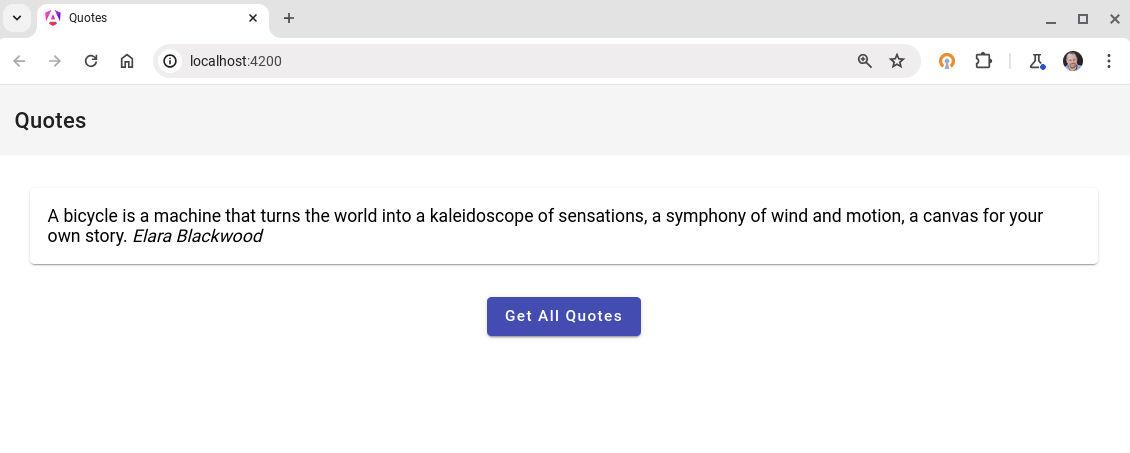 Quotes
localhost:4200
Quotes
A bicycle is a machine that turns the world into a kaleidoscope of sensations, a symphony of wind and motion, a canvas for your
own story. Elara Blackwood
Get All Quotes